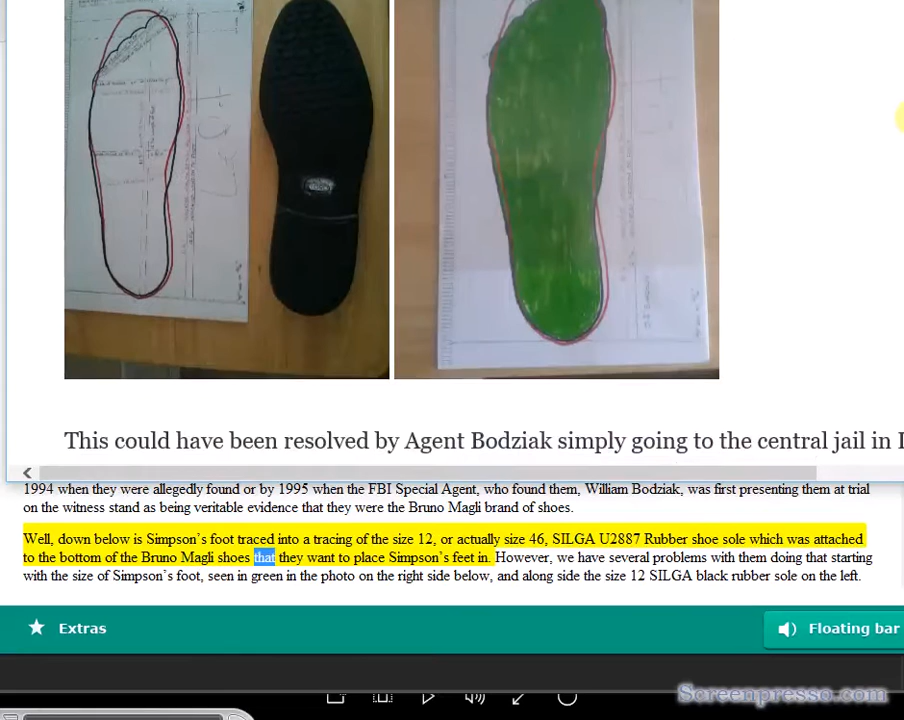 This could have been resolved by Agent Bodziak simply going to the central jail in
1994 when they were allegedly found or by 1995 when the FBI Special Agent, who found them, William Bodziak, was first presenting them at trial
on the witness stand as being veritable evidence that they were the Bruno Magli brand of shoes.
Well, down below is Simpson's foot traced into a tracing of the size 12, or actually size 46, SILGA U2887 Rubber shoe sole which was attached
to the bottom of the Bruno Magli shoes that they want to place Simpson's feet in. However, we have several problems with them doing that starting
with the size of Simpson's foot, seen in green in the photo on the right side below, and along side the size 12 SILGA black rubber sole on the left.
Extras
Floating bar
Screenpresso.com